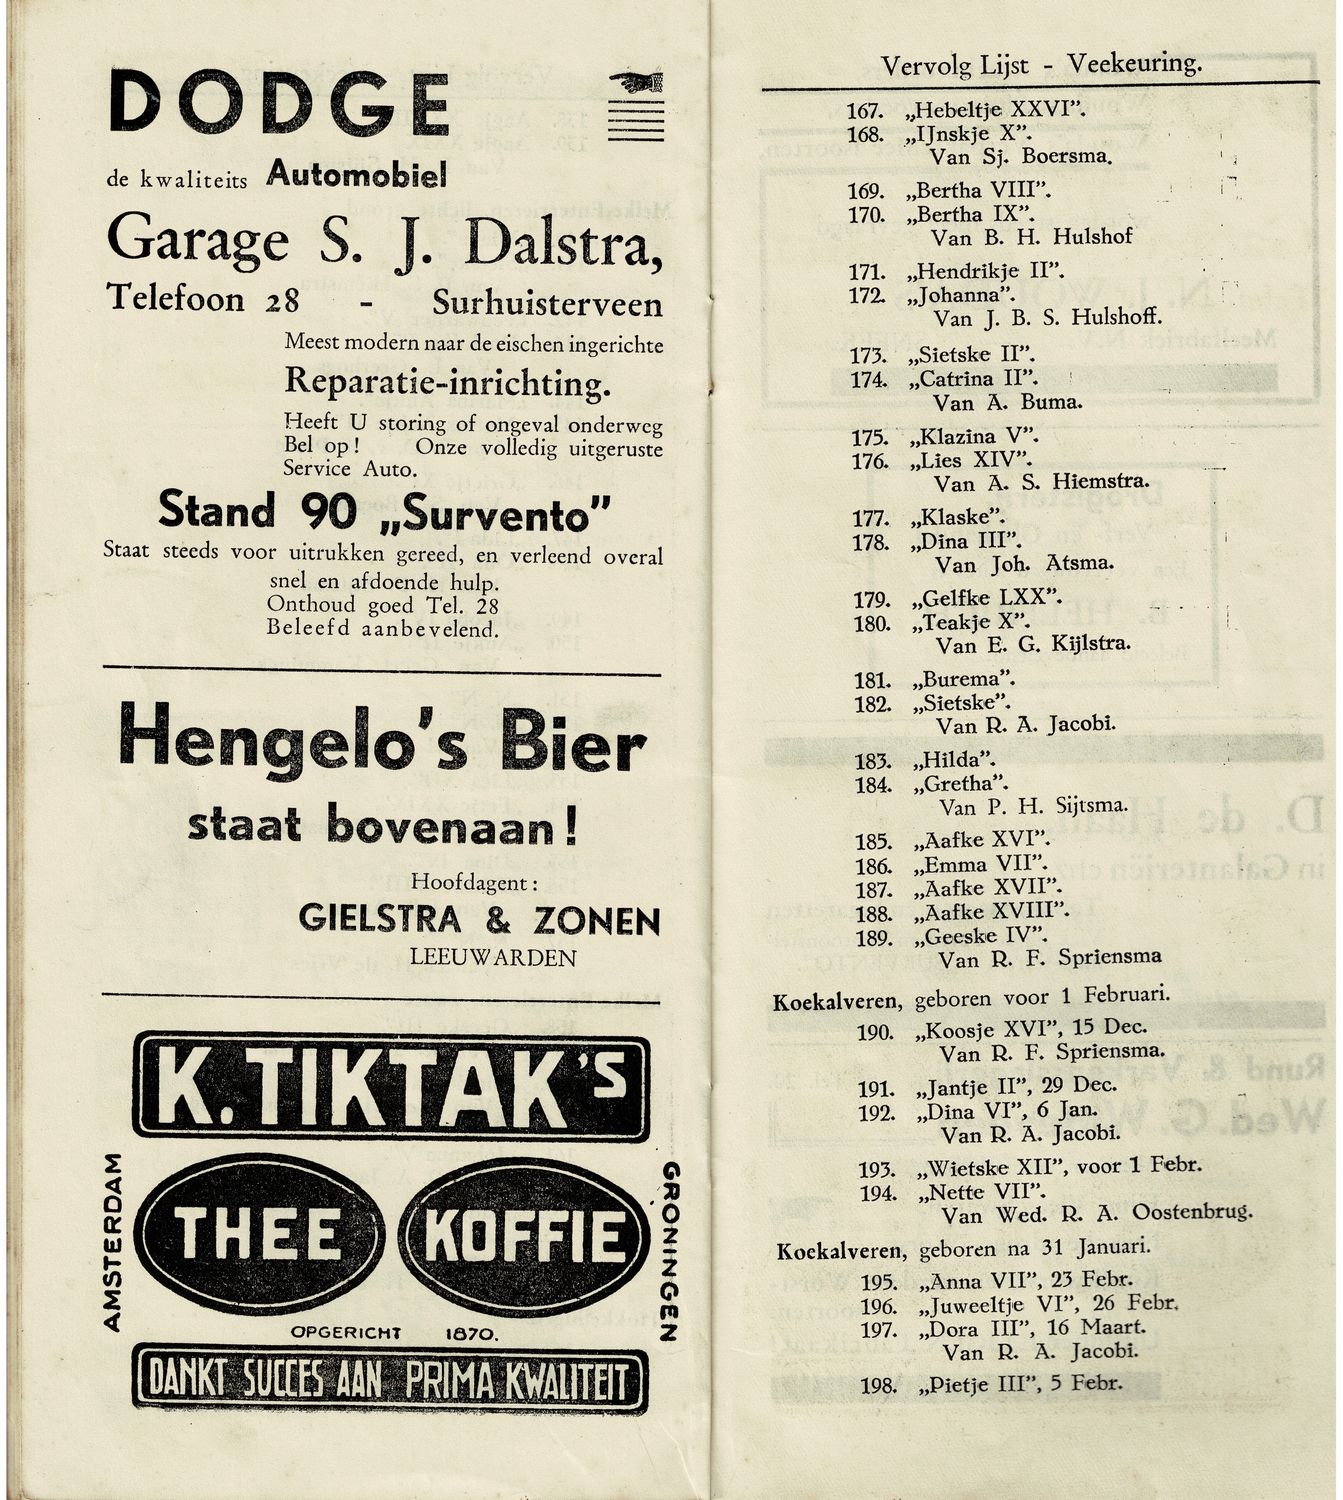 DODGE
de kwaliteits Automobiel
Garage S. J. Dalstra,
Telefoon 28 - Surhuisterveen
Meest modern naar de eischen ingerichte
Reparatie-inrichting.
Heeft U storing of ongeval onderweg
Bel op! Onze volledig uitgeruste
Service Auto.
Stand 90 „Survento”
Staat steeds voor uitrukken gereed, en verleend overal
snel en afdoende hulp.
Onthoud goed Tel. 28
Beleefd aanbevelend.
Hengelo's Bier
staat bovenaan!
Hoofdagent:
GIELSTRA & ZONEN
LEEUWARDEN
K. TIKTAK'S
AMSTERDAM
THEE KOFFIE
GRONINGEN
OPGERICHT 1870.
DANKT SUCCES AAN PRIMA KWALITEIT
Vervolg Lijst - Veekeuring.
167. „Hebeltje XXVI”.
168. „IJnskje X”.
Van Sj. Boersma.
169. „Bertha VIII”.
170. „Bertha IX”.
Van B. H. Hulshof
171. „Hendrikje II”.
172. „Johanna”.
Van J. B. S. Hulshoff.
173. „Sietske II”.
174. „Catrina II”.
Van A. Buma.
175. „Klazina V”.
176. „Lies XIV”.
Van A. S. Hiemstra.
177. „Klaske”.
178. „Dina III”.
Van Joh. Atsma.
179. „Gelfke LXX”.
180. „Teakje X”.
Van E. G. Kijlstra.
181. „Burema”.
182. „Sietske”.
Van R. A. Jacobi.
183. „Hilda”.
184. „Gretha”.
Van P. H. Sijtsma.
185. „Aafke XVI”.
186. „Emma VII”.
187. „Aafke XVII”.
188. „Aafke XVIII”.
189. „Geeske IV”.
Van R. F. Spriensma
Koekalveren, geboren voor 1 Februari.
190. „Koosje XVI”, 15 Dec.
Van R. F. Spriensma.
191. „Jantje II”, 29 Dec.
192. „Dina VI”, 6 Jan.
Van R. A. Jacobi.
193. „Wietske XII”, voor 1 Febr.
194. „Nette VII”.
Van Wed. R. A. Oostenbrug.
Koekalveren, geboren na 31 Januari.
195. „Anna VII”, 23 Febr.
196. „Juweeltje VI”, 26 Febr.
197. „Dora III”, 16 Maart.
Van R. A. Jacobi.
198. „Pietje III”, 5 Febr.